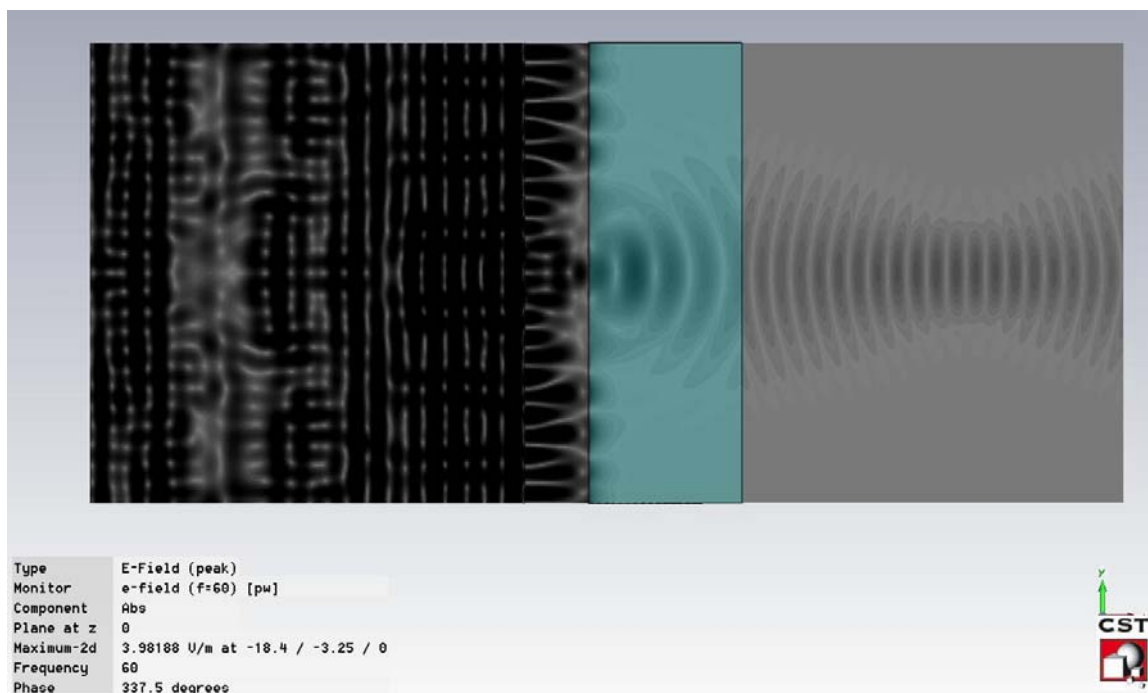 y
CST
Type E-Field (peak)
Monitor e-field (f=60) [pw]
Component Abs
Plane at z 0
Maximum-2d 3.98188 V/m at -18.4 / -3.25 / 0
Frequency 60
Phase 337.5 degrees